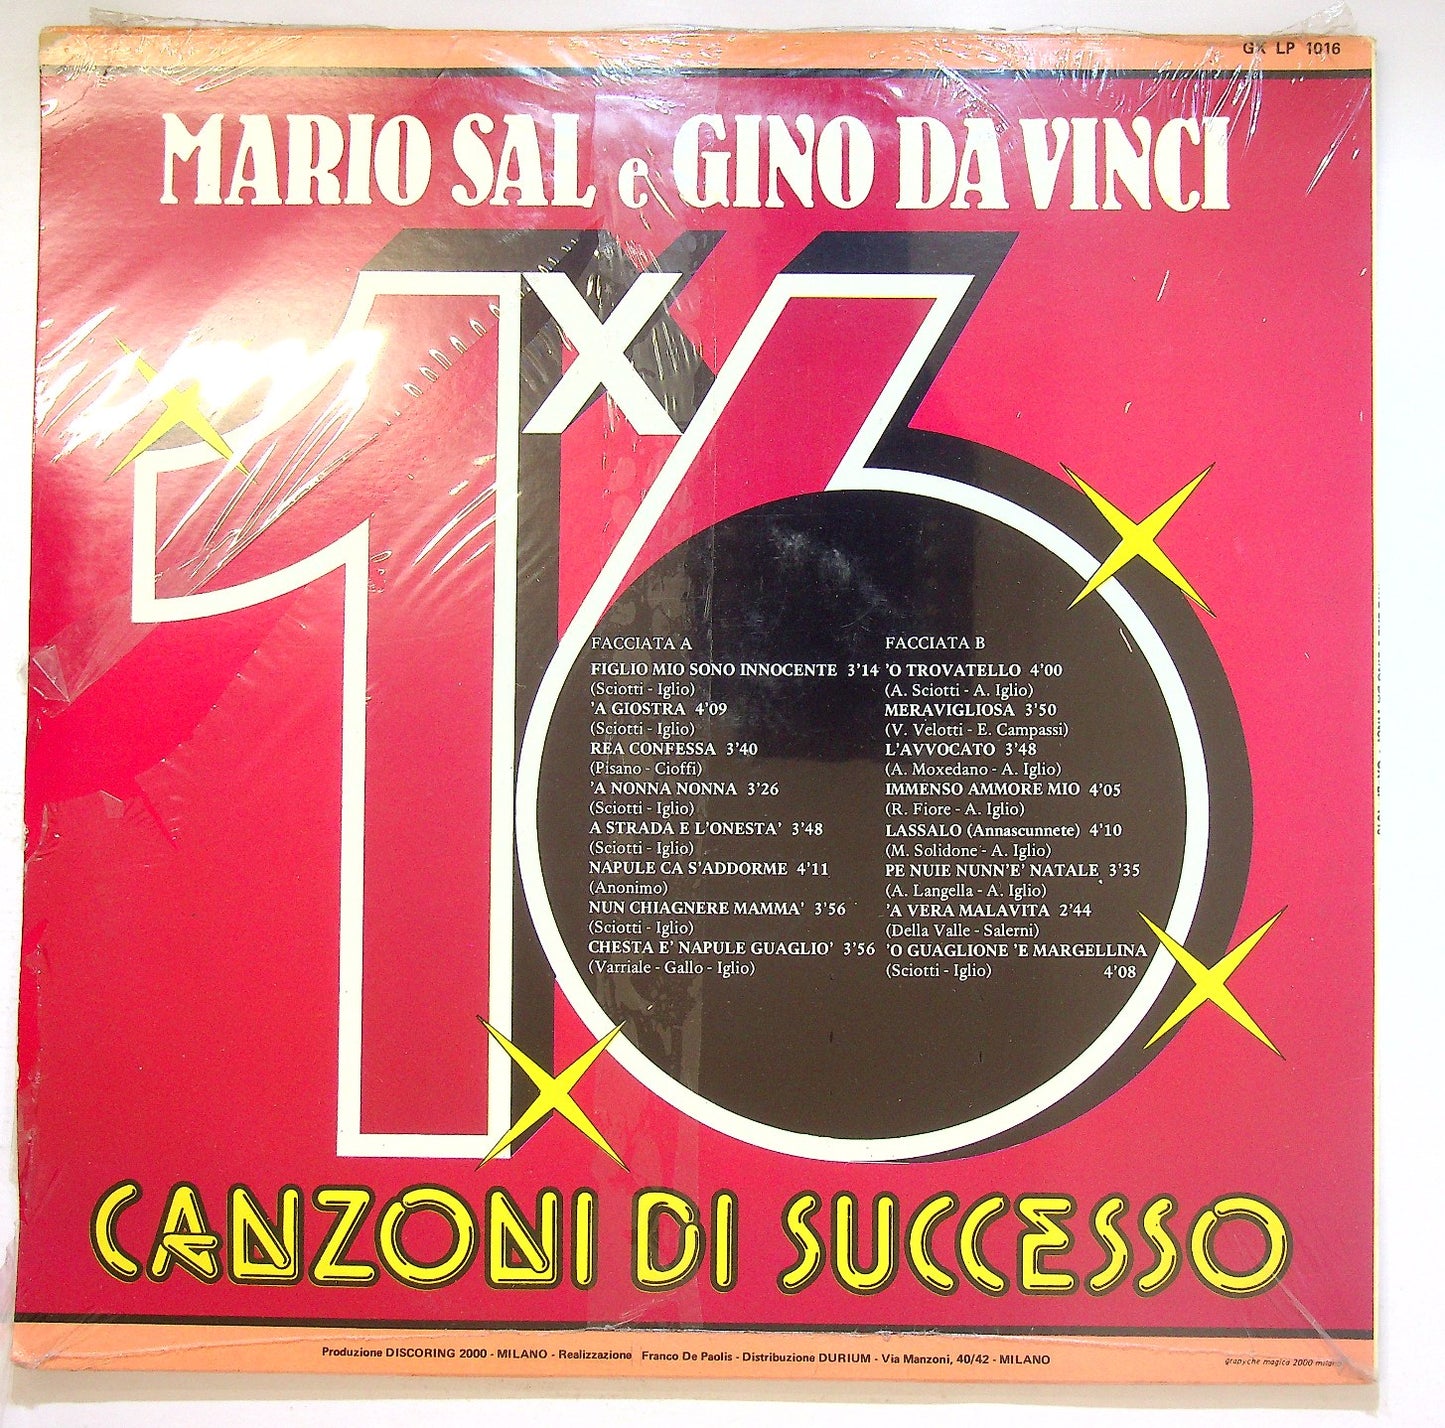 GX LP 1016
MARIO SAL e GINO DA VINCI
16
X
FACCIATA A
FIGLIO MIO SONO INNOCENTE 3'14
(Sciotti - Iglio)
'A GIOSTRA 4'09
(Sciotti - Iglio)
REA CONFESSA 3'40
(Pisano - Cioffi)
'A NONNA NONNA 3'26
(Sciotti - Iglio)
A STRADA E L'ONESTA' 3'48
(Sciotti - Iglio)
NAPULE CA S'ADDORME 4'11
(Anonimo)
NUN CHIAGNERE MAMMA' 3'56
(Sciotti - Iglio)
CHESTA E' NAPULE GUAGLIO' 3'56
(Varriale - Gallo - Iglio)
FACCIATA B
'O TROVATELLO 4'00
(A. Sciotti - A. Iglio)
MERAVIGLIOSA 3'50
(V. Velotti - E. Campassi)
L'AVVOCATO 3'48
(A. Moxedano - A. Iglio)
IMMENSO AMMORE MIO 4'05
(R. Fiore - A. Iglio)
LASSALO (Annascunnete) 4'10
(M. Solidone - A. Iglio)
PE NUIE NUNN'E' NATALE 3'35
(A. Langella - A. Iglio)
'A VERA MALAVITA 2'44
(Della Valle - Salerni)
'O GUAGLIONE 'E MARGELLINA
(Sciotti - Iglio) 4'08
CANZONI DI SUCCESSO
Produzione DISCORING 2000 - MILANO - Realizzazione Franco De Paolis - Distribuzione DURIUM - Via Manzoni, 40/42 - MILANO
grapyche magica 2000 milano